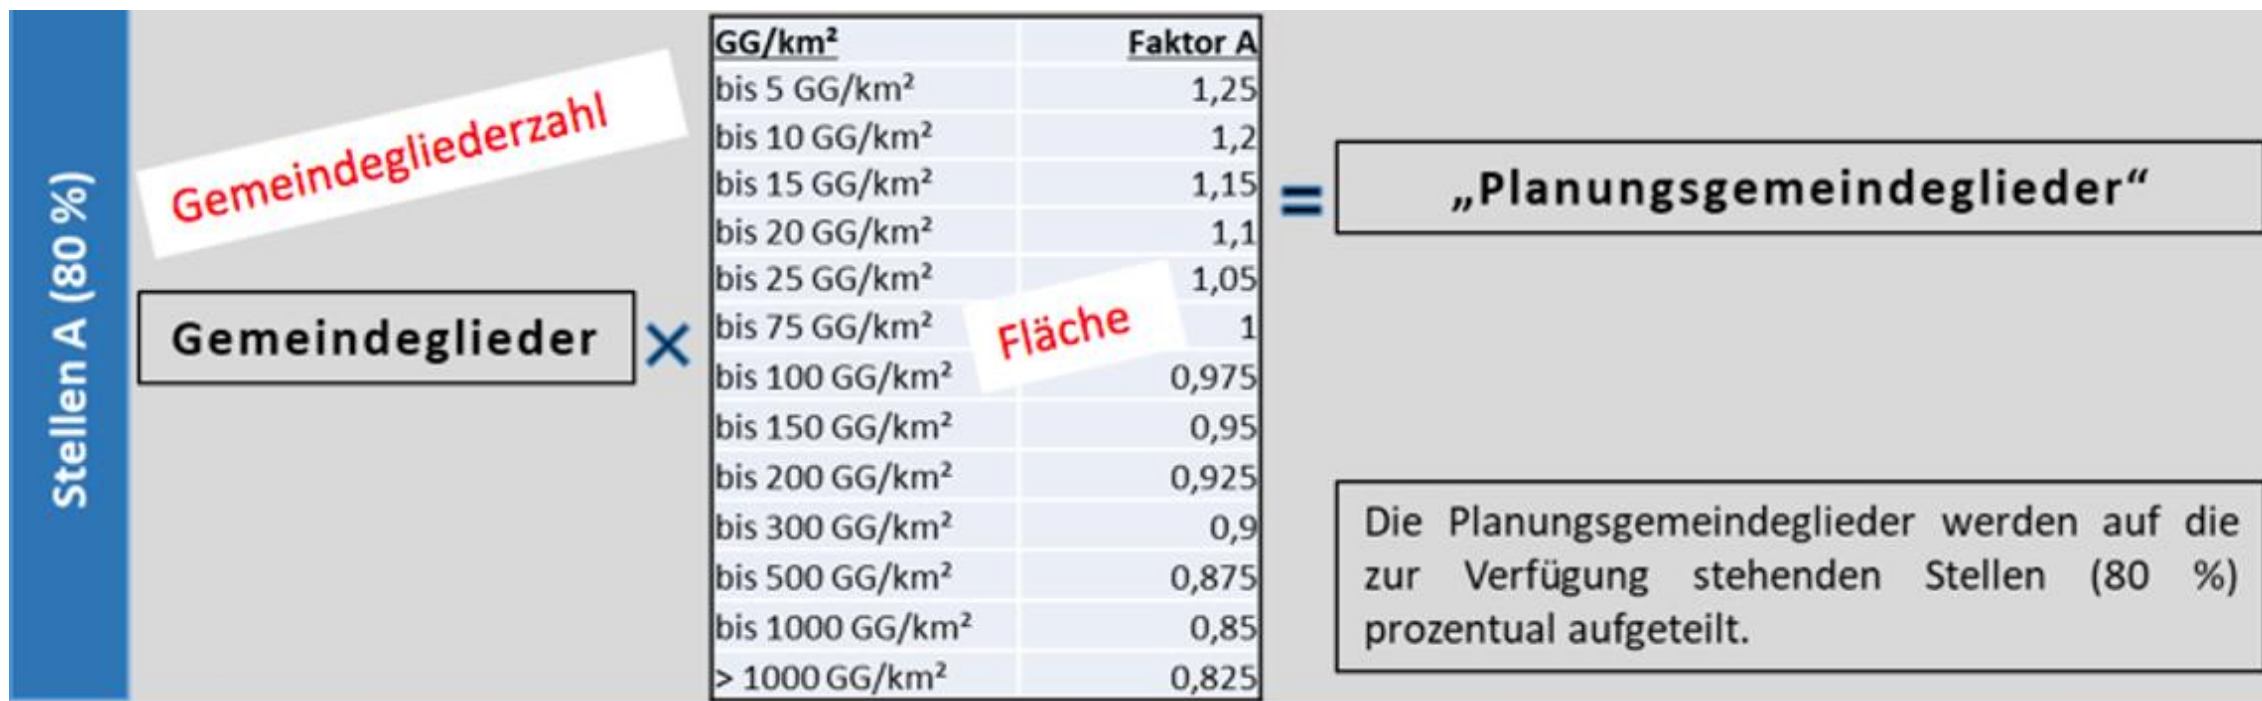 Stellen A (80 %)
Gemeindegliederzahl
Gemeindeglieder
×
GG/km² Faktor A
bis 5 GG/km² 1,25
bis 10 GG/km² 1,2
bis 15 GG/km² 1,15
bis 20 GG/km² 1,1
bis 25 GG/km² 1,05
bis 75 GG/km² 1
bis 100 GG/km² 0,975
bis 150 GG/km² 0,95
bis 200 GG/km² 0,925
bis 300 GG/km² 0,9
bis 500 GG/km² 0,875
bis 1000 GG/km² 0,85
> 1000 GG/km² 0,825
Fläche
=
„Planungsgemeindeglieder“
Die Planungsgemeindeglieder werden auf die
zur Verfügung stehenden Stellen (80 %)
prozentual aufgeteilt.